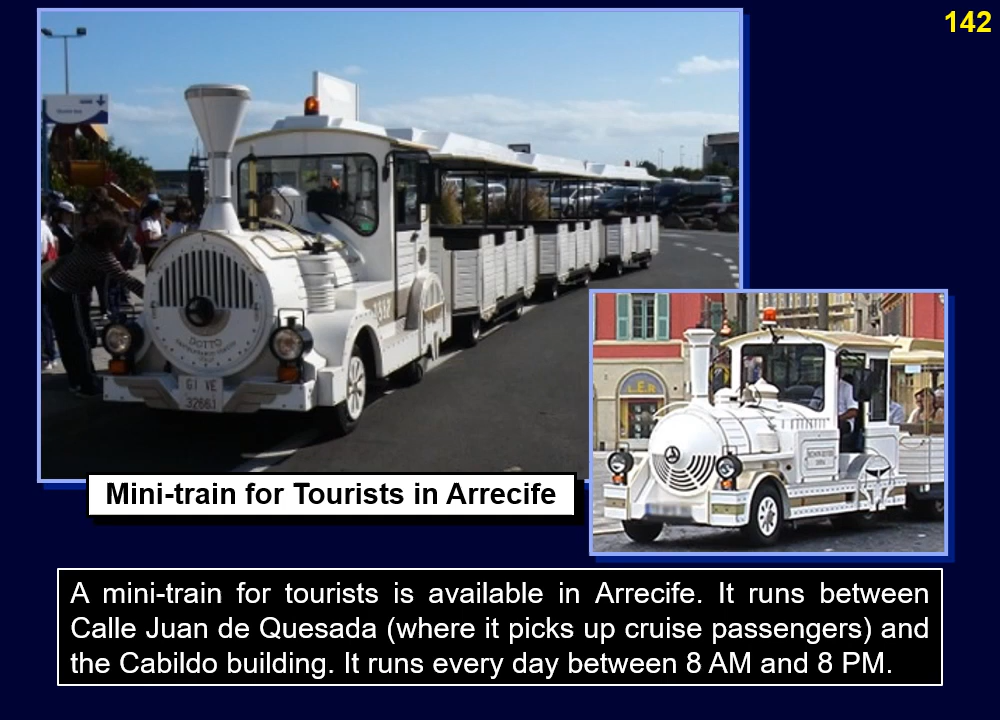 142
DOTTO
GI VE
32661
L.E.R
Mini-train for Tourists in Arrecife
A mini-train for tourists is available in Arrecife. It runs between
Calle Juan de Quesada (where it picks up cruise passengers) and
the Cabildo building. It runs every day between 8 AM and 8 PM.